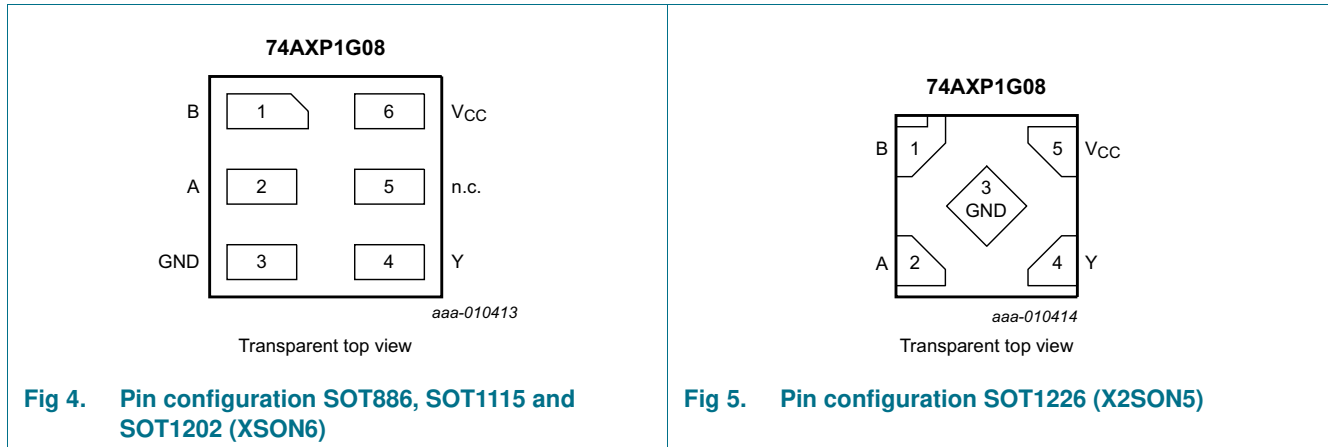 74AXP1G08
B 1 6 VCC
A 2 5 n.c.
GND 3 4 Y
aaa-010413
Transparent top view
Fig 4. Pin configuration SOT886, SOT1115 and
SOT1202 (XSON6)
74AXP1G08
B 1 5 VCC
3
GND
A 2 4 Y
aaa-010414
Transparent top view
Fig 5. Pin configuration SOT1226 (X2SON5)